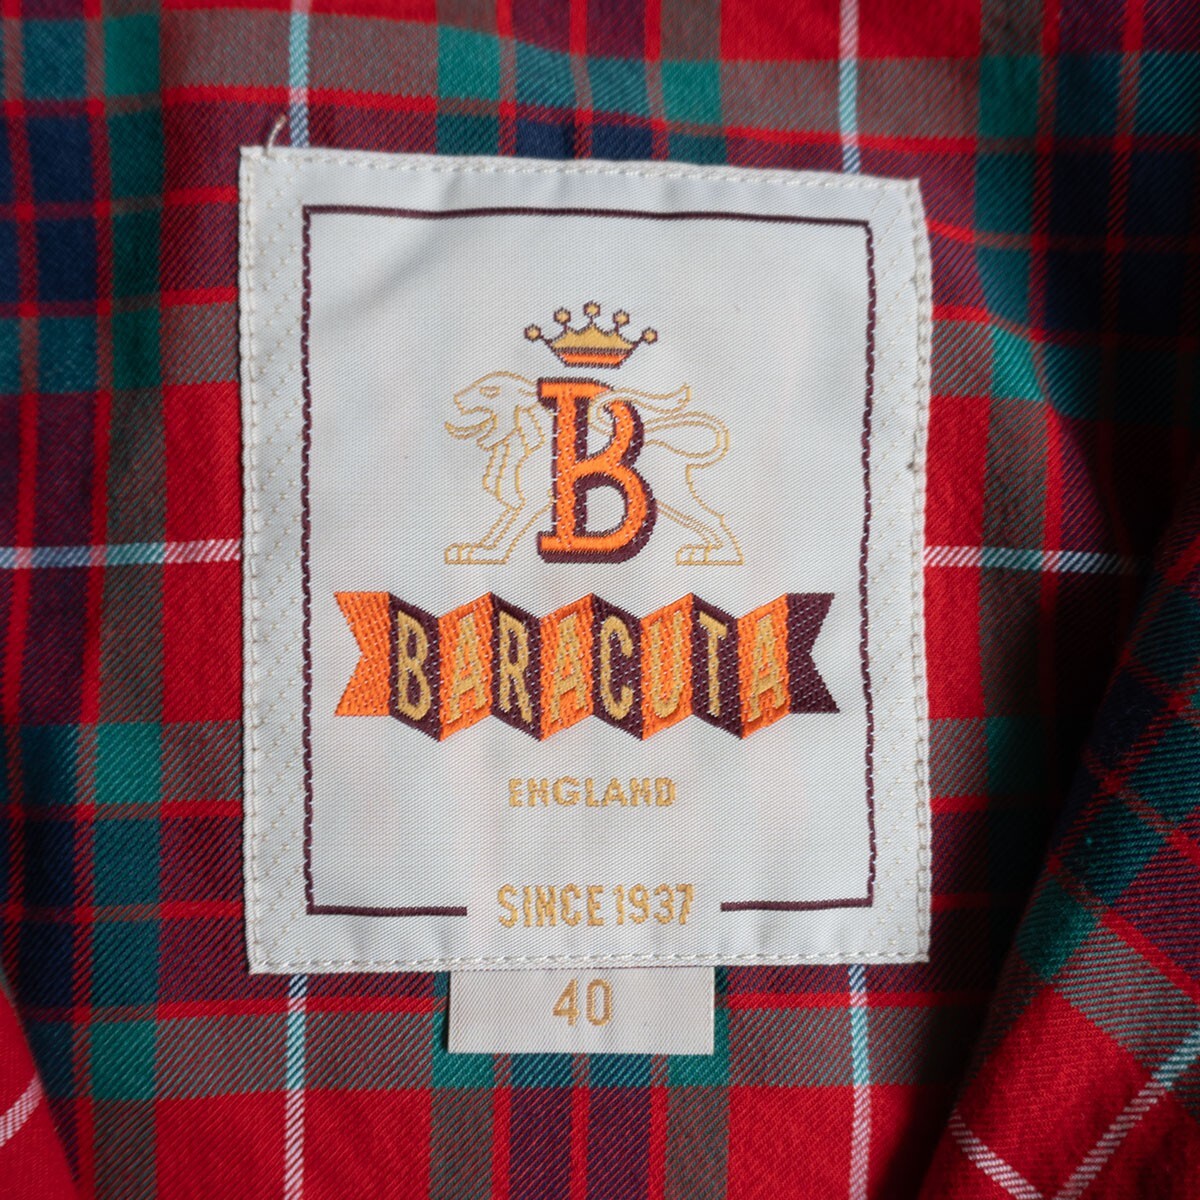 B
BARACUTA
ENGLAND
SINCE 1937
40